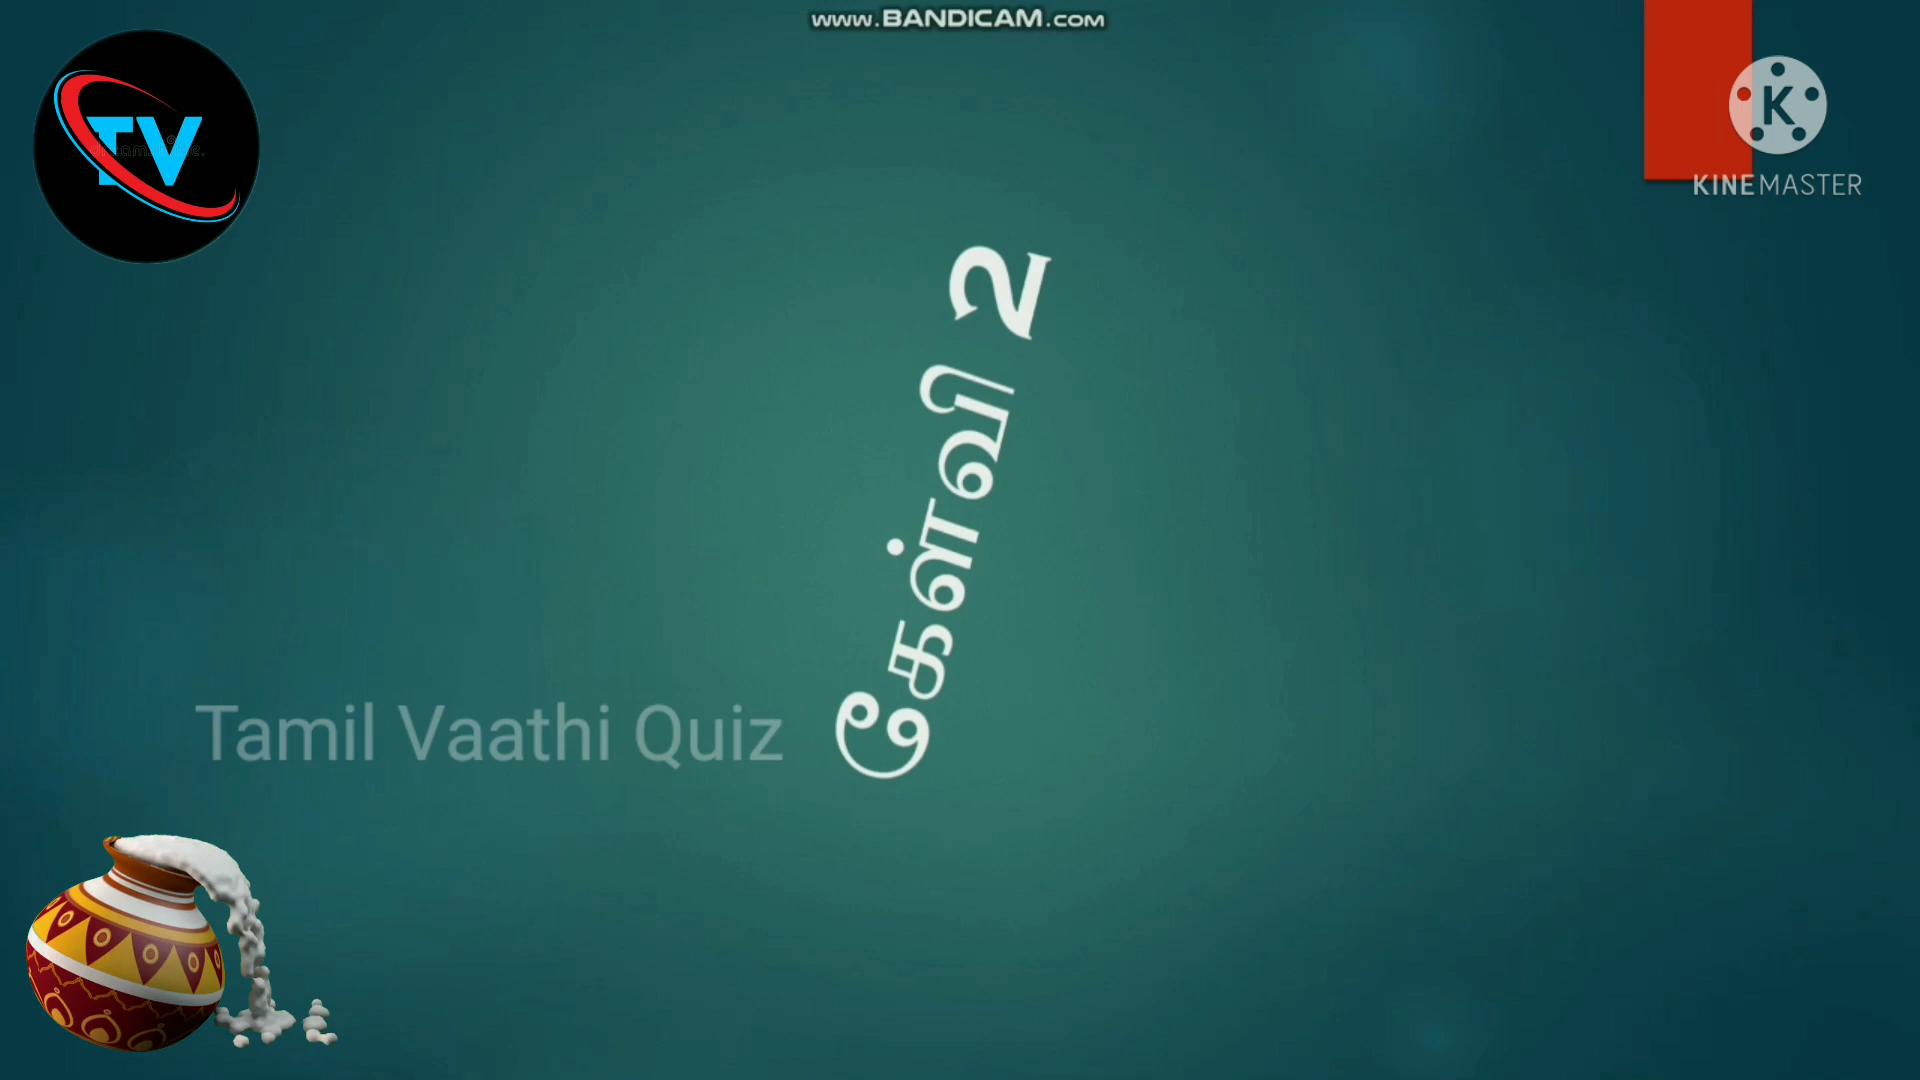 www.BANDICAM.com
TV
K
KINEMASTER
கேள்வி 2
Tamil Vaathi Quiz